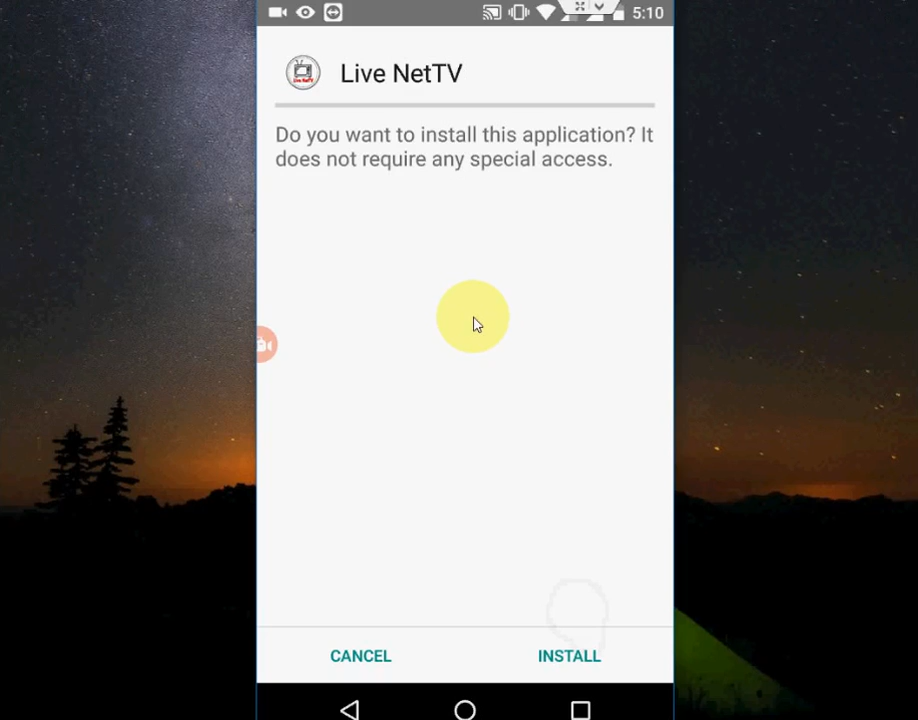 5:10
Live NetTV
Do you want to install this application? It
does not require any special access.
CANCEL
INSTALL